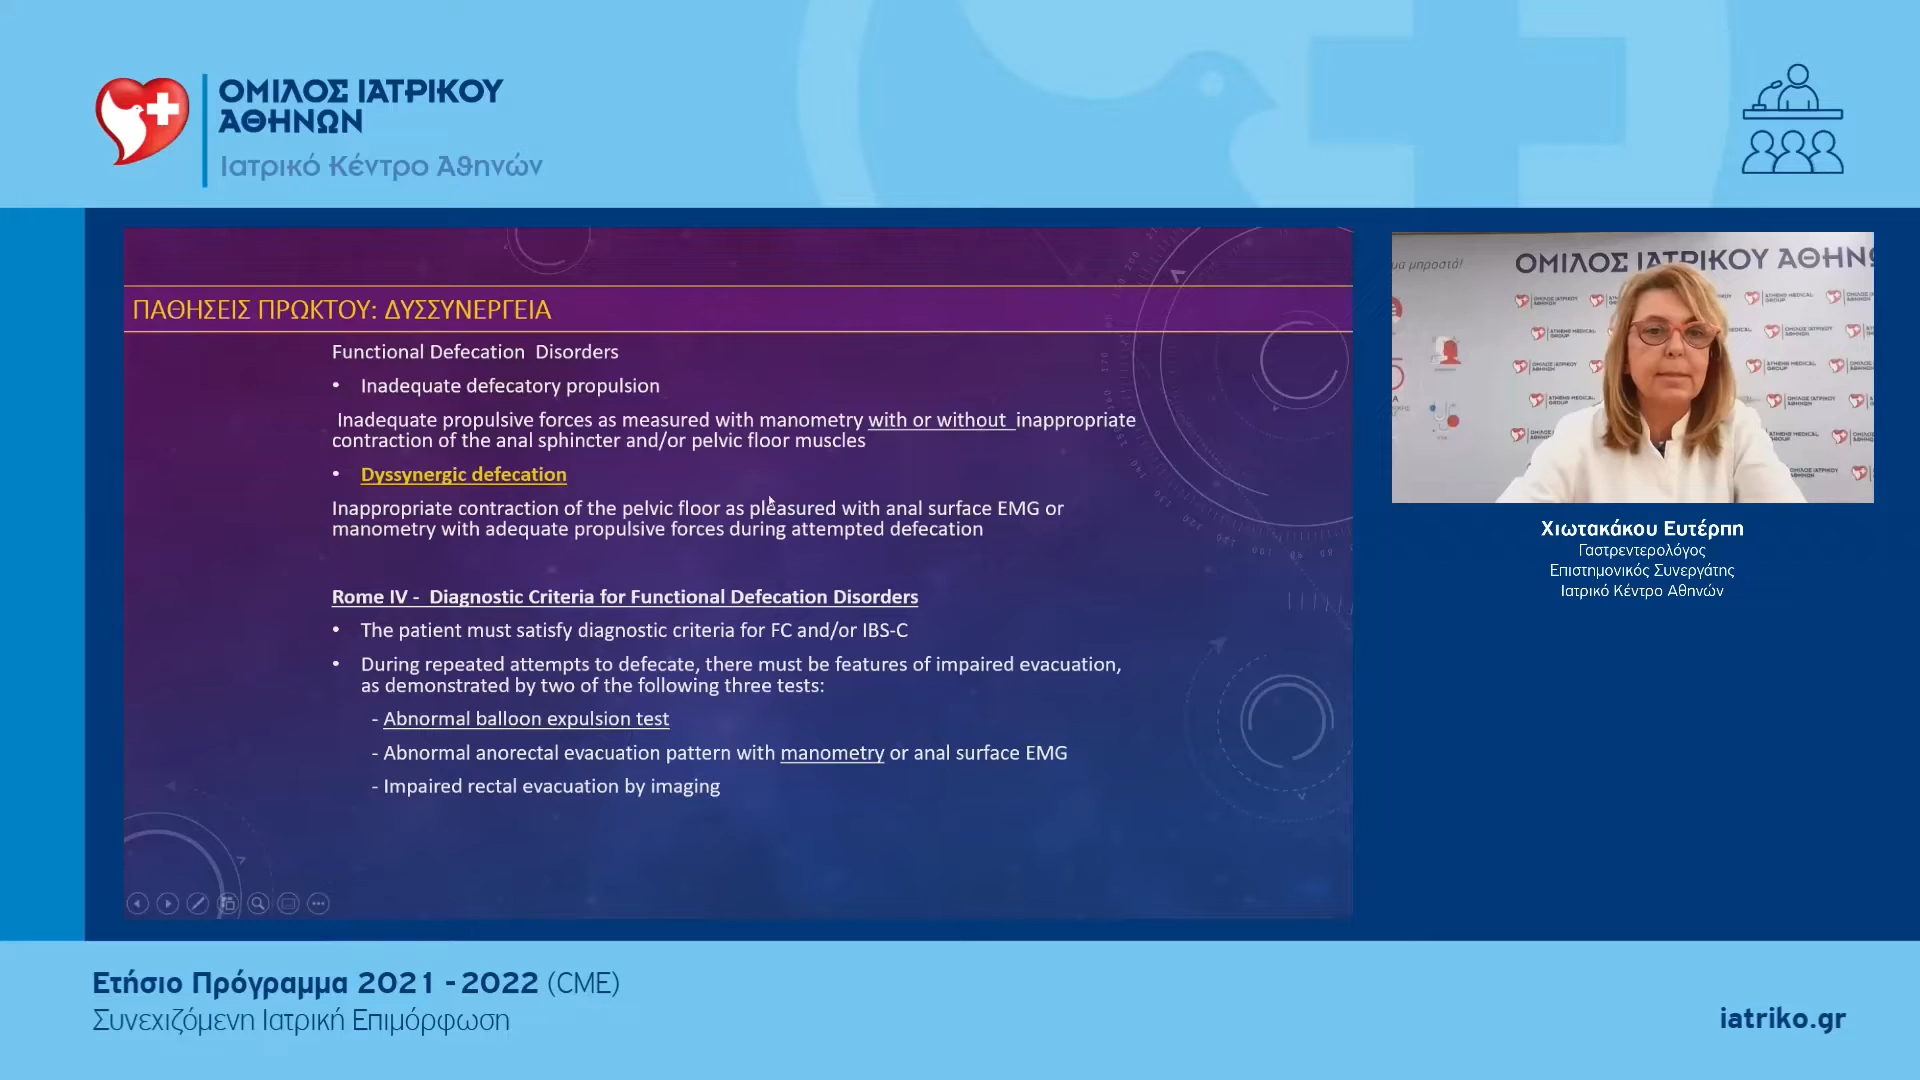 ΟΜΙΛΟΣ ΙΑΤΡΙΚΟΥ
ΑΘΗΝΩΝ
Ιατρικό Κέντρο Αθηνών
ΠΑΘΗΣΕΙΣ ΠΡΩΚΤΟΥ: ΔΥΣΣΥΝΕΡΓΕΙΑ
Functional Defecation Disorders
• Inadequate defecatory propulsion
Inadequate propulsive forces as measured with manometry with or without inappropriate
contraction of the anal sphincter and/or pelvic floor muscles
• Dyssynergic defecation
Inappropriate contraction of the pelvic floor as pleasured with anal surface EMG or
manometry with adequate propulsive forces during attempted defecation
Rome IV - Diagnostic Criteria for Functional Defecation Disorders
• The patient must satisfy diagnostic criteria for FC and/or IBS-C
• During repeated attempts to defecate, there must be features of impaired evacuation,
as demonstrated by two of the following three tests:
- Abnormal balloon expulsion test
- Abnormal anorectal evacuation pattern with manometry or anal surface EMG
- Impaired rectal evacuation by imaging
μα μπροστά!
ΟΜΙΛΟΣ ΙΑΤΡΙΚΟΥ ΑΘΗΝ
Χιωτακάκου Ευτέρπη
Γαστρεντερολόγος
Επιστημονικός Συνεργάτης
Ιατρικό Κέντρο Αθηνών
Ετήσιο Πρόγραμμα 2021 - 2022 (CME)
Συνεχιζόμενη Ιατρική Επιμόρφωση
iatriko.gr